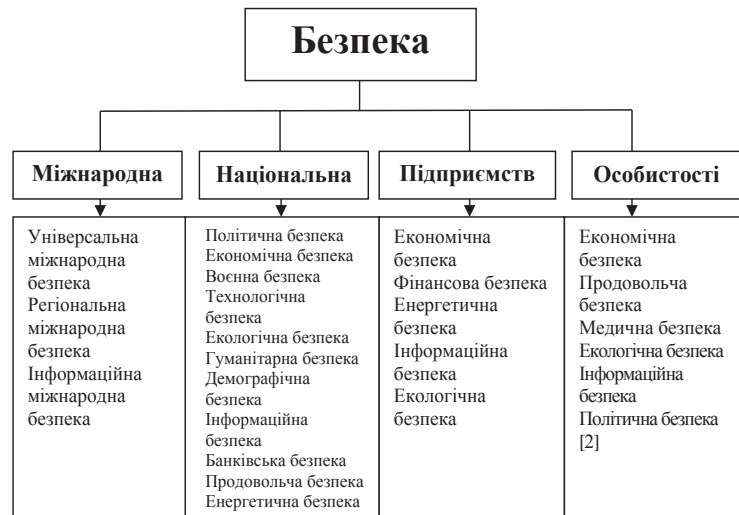 Безпека
Міжнародна
Національна
Підприємств
Особистості
Універсальна
міжнародна
безпека
Регіональна
міжнародна
безпека
Інформаційна
міжнародна
безпека
Політична безпека
Економічна безпека
Воєнна безпека
Технологічна
безпека
Екологічна безпека
Гуманітарна безпека
Демографічна
безпека
Інформаційна
безпека
Банківська безпека
Продовольча безпека
Енергетична безпека
Економічна
безпека
Фінансова безпека
Енергетична
безпека
Інформаційна
безпека
Екологічна
безпека
Економічна
безпека
Продовольча
безпека
Медична безпека
Екологічна безпека
Інформаційна
безпека
Політична безпека
[2]